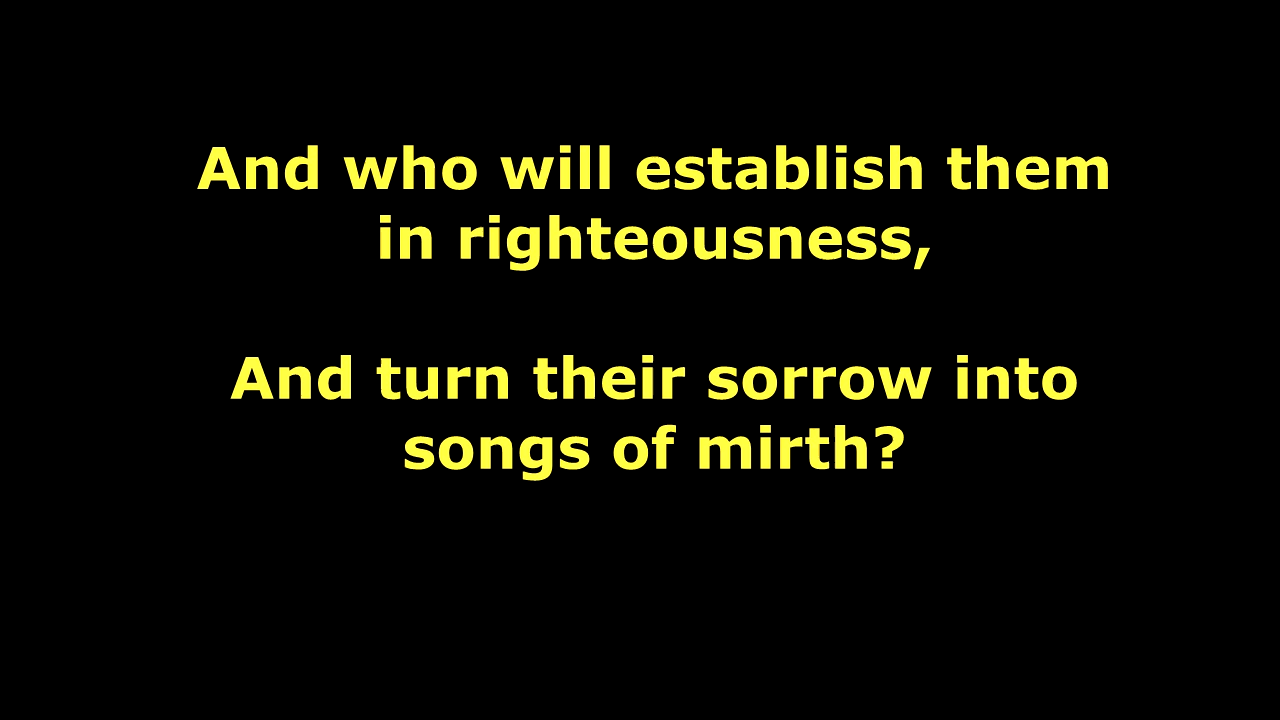 And who will establish them
in righteousness,
And turn their sorrow into
songs of mirth?